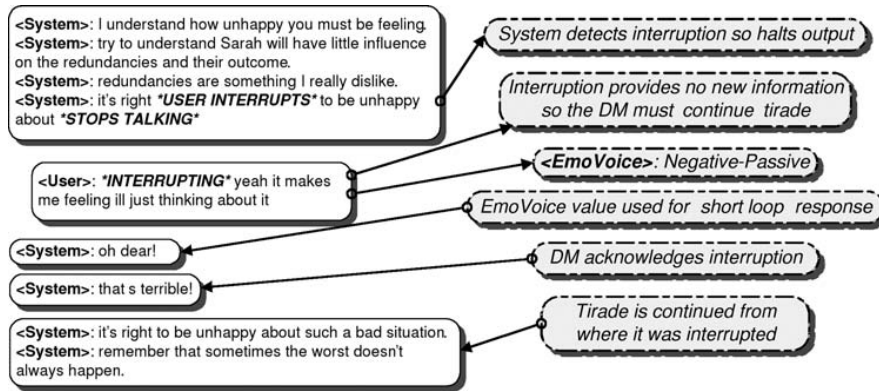 <System>: I understand how unhappy you must be feeling.
<System>: try to understand Sarah will have little influence
on the redundancies and their outcome.
<System>: redundancies are something I really dislike.
<System>: it's right *USER INTERRUPTS* to be unhappy
about *STOPS TALKING*
System detects interruption so halts output
Interruption provides no new information
so the DM must continue tirade
<User>: *INTERRUPTING* yeah it makes
me feeling ill just thinking about it
<EmoVoice>: Negative-Passive
EmoVoice value used for short loop response
<System>: oh dear!
DM acknowledges interruption
<System>: that s terrible!
Tirade is continued from
where it was interrupted
<System>: it's right to be unhappy about such a bad situation.
<System>: remember that sometimes the worst doesn't
always happen.